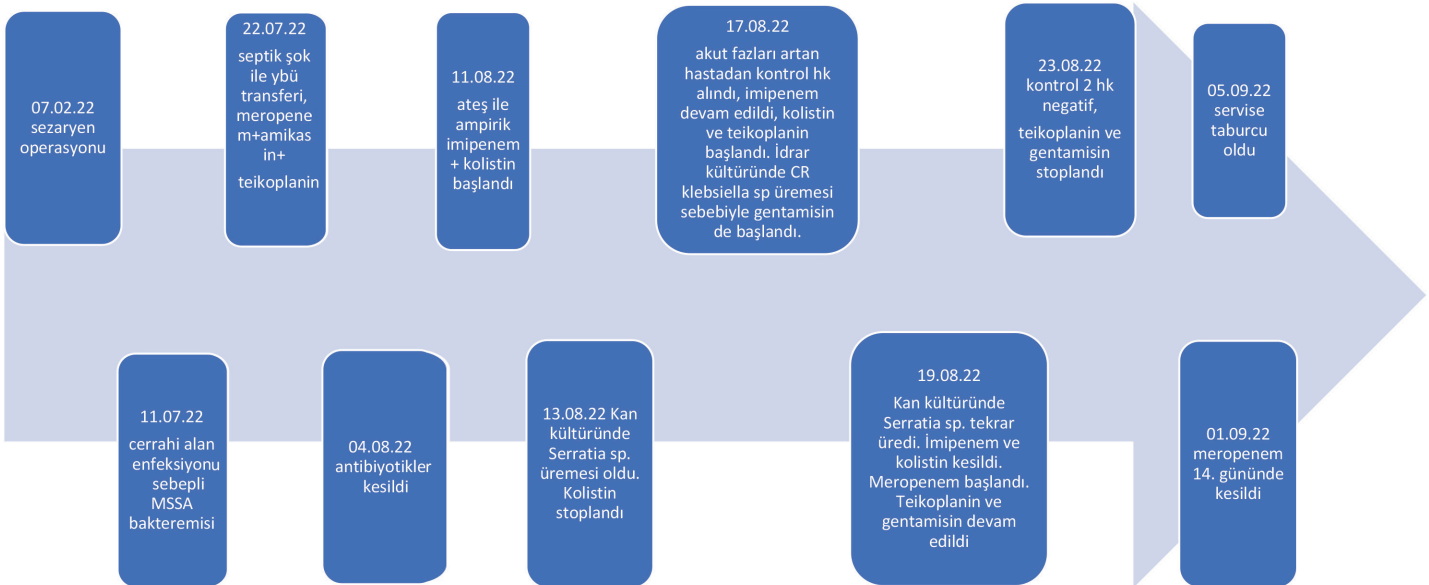 07.02.22
sezaryen
operasyonu
11.07.22
cerrahi alan
enfeksiyonu
sebepli
MSSA
bakteremisi
22.07.22
septik şok
ile ybü
transferi,
meropene
m+amikas
in+
teikoplanin
04.08.22
antibiyotikler
kesildi
11.08.22
ateş ile
ampirik
imipenem
+ kolistin
başlandı
13.08.22 Kan
kültüründe
Serratia sp.
üremesi oldu.
Kolistin
stoplandı
17.08.22
akut fazları artan
hastadan kontrol hk
alındı, imipenem
devam edildi, kolistin
ve teikoplanin
başlandı. İdrar
kültüründe CR
klebsiella sp üremesi
sebebiyle gentamisin
de başlandı.
19.08.22
Kan kültüründe
Serratia sp. tekrar
üredi. İmipenem ve
kolistin kesildi.
Meropenem başlandı.
Teikoplanin ve
gentamisin devam
edildi
23.08.22
kontrol 2 hk
negatif,
teikoplanin ve
gentamisin
stoplandı
01.09.22
meropenem
14. gününde
kesildi
05.09.22
servise
taburcu
oldu